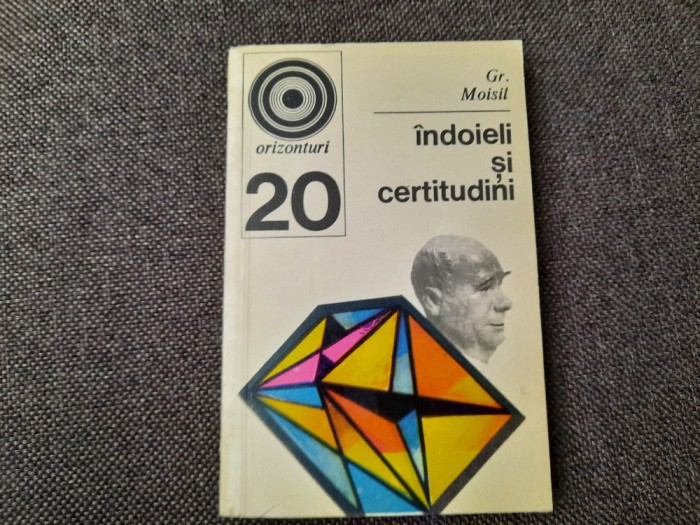 orizonturi
20
Gr.
Moisil
îndoieli
și
certitudini